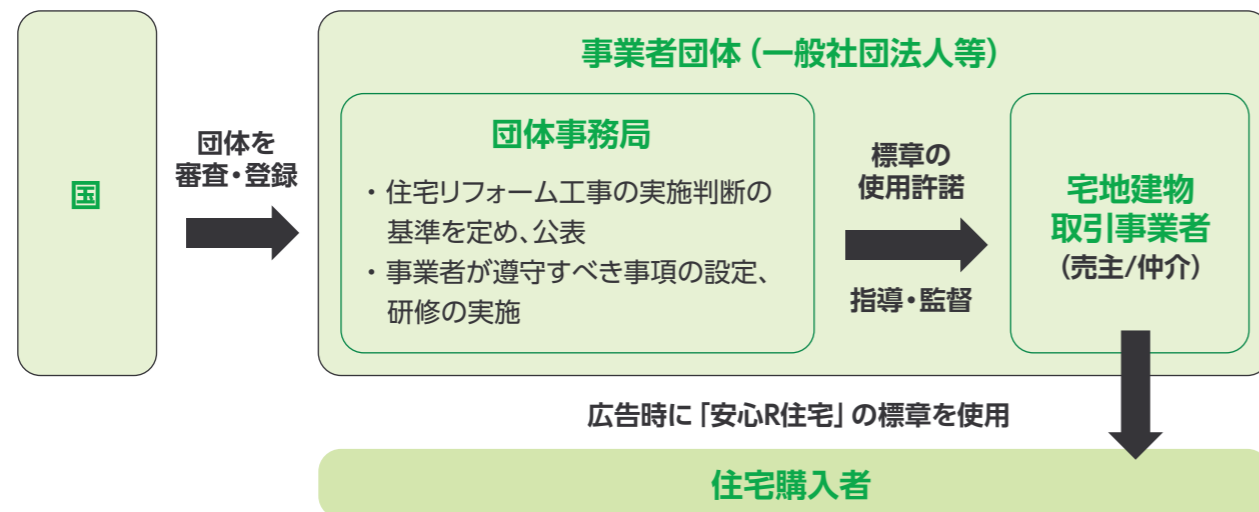 事業者団体（一般社団法人等）
国
団体を
審査・登録
団体事務局
・住宅リフォーム工事の実施判断の
基準を定め、公表
・事業者が遵守すべき事項の設定、
研修の実施
標章の
使用許諾
指導・監督
宅地建物
取引事業者
（売主/仲介）
広告時に「安心R住宅」の標章を使用
住宅購入者